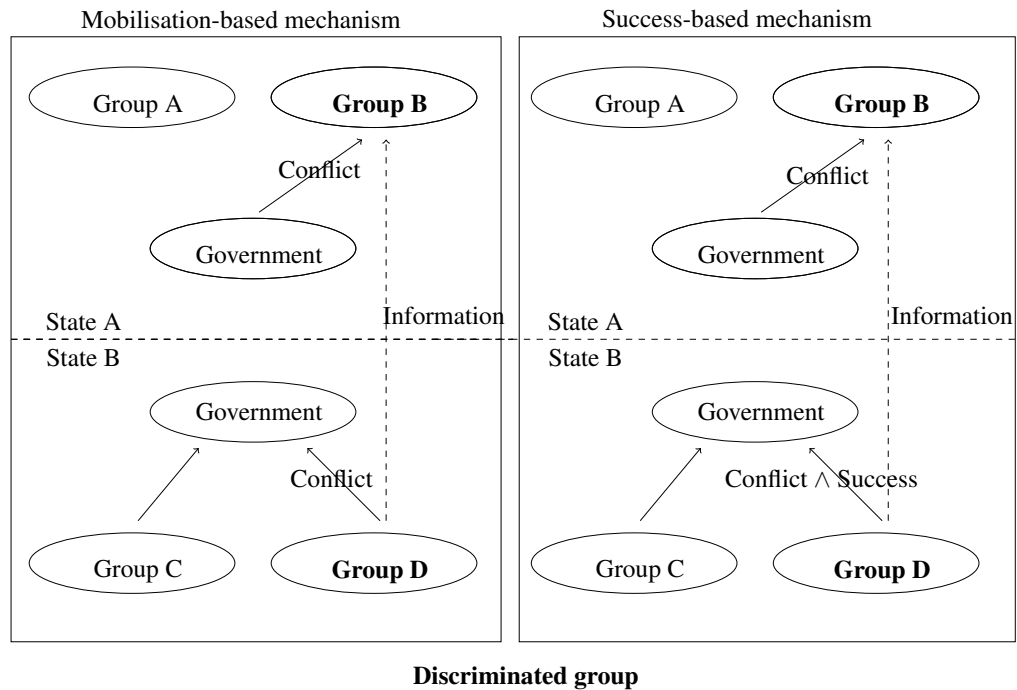 Mobilisation-based mechanism
Group A
Group B
Conflict
Government
Information
State A
State B
Government
Conflict
Group C
Group D
Success-based mechanism
Group A
Group B
Conflict
Government
Information
State A
State B
Government
Conflict ∧ Success
Group C
Group D
Discriminated group